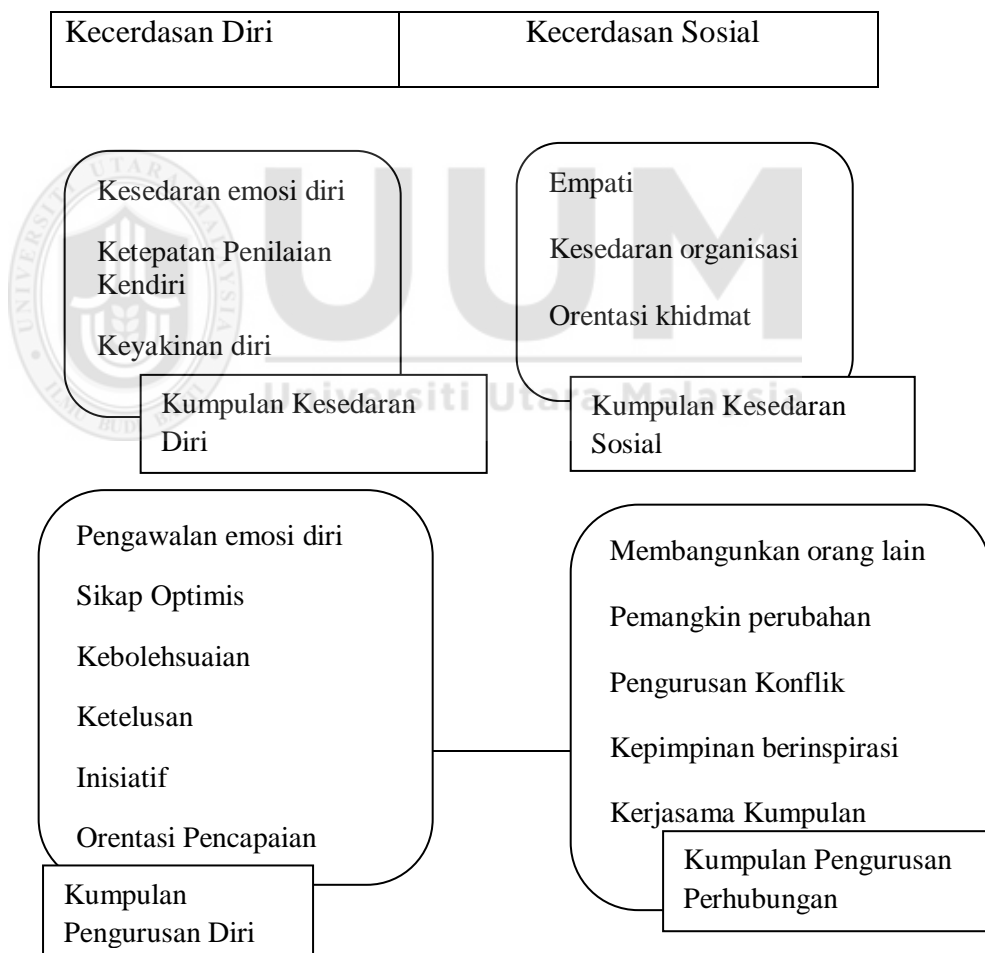 Kecerdasan Diri
Kecerdasan Sosial
Kesedaran emosi diri
Ketepatan Penilaian
Kendiri
Keyakinan diri
Kumpulan Kesedaran
Diri
Empati
Kesedaran organisasi
Orentasi khidmat
Kumpulan Kesedaran
Sosial
UUM
Universiti Utara Malaysia
Pengawalan emosi diri
Sikap Optimis
Kebolehsuaian
Ketelusan
Inisiatif
Orentasi Pencapaian
Kumpulan
Pengurusan Diri
Membangunkan orang lain
Pemangkin perubahan
Pengurusan Konflik
Kepimpinan berinspirasi
Kerjasama Kumpulan
Kumpulan Pengurusan
Perhubungan